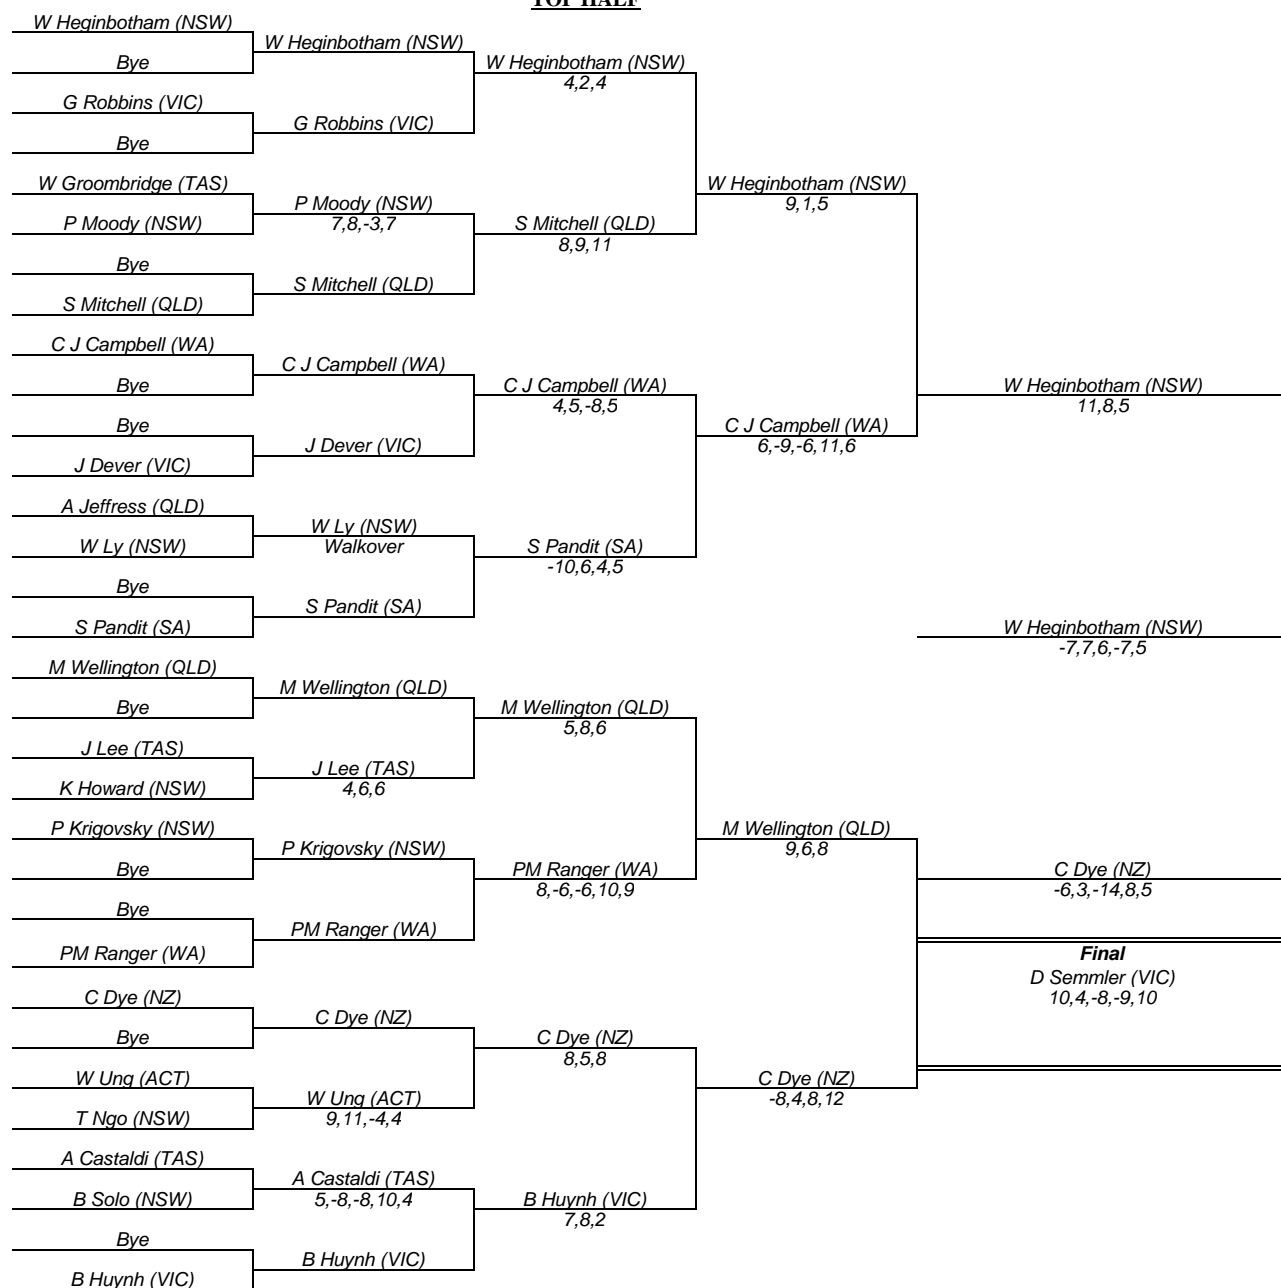 TOP HALF
W Heginbotham (NSW)
Bye
G Robbins (VIC)
Bye
W Groombridge (TAS)
P Moody (NSW)
Bye
S Mitchell (QLD)
C J Campbell (WA)
Bye
Bye
J Dever (VIC)
A Jeffress (QLD)
W Ly (NSW)
Bye
S Pandit (SA)
M Wellington (QLD)
Bye
J Lee (TAS)
K Howard (NSW)
P Krigovsky (NSW)
Bye
Bye
PM Ranger (WA)
C Dye (NZ)
Bye
W Ung (ACT)
T Ngo (NSW)
A Castaldi (TAS)
B Solo (NSW)
Bye
B Huynh (VIC)
W Heginbotham (NSW)
G Robbins (VIC)
P Moody (NSW)
7,8,-3,7
S Mitchell (QLD)
C J Campbell (WA)
J Dever (VIC)
W Ly (NSW)
Walkover
S Pandit (SA)
M Wellington (QLD)
J Lee (TAS)
4,6,6
P Krigovsky (NSW)
PM Ranger (WA)
C Dye (NZ)
W Ung (ACT)
9,11,-4,4
A Castaldi (TAS)
5,-8,-8,10,4
B Huynh (VIC)
W Heginbotham (NSW)
4,2,4
S Mitchell (QLD)
8,9,11
C J Campbell (WA)
4,5,-8,5
S Pandit (SA)
-10,6,4,5
M Wellington (QLD)
5,8,6
PM Ranger (WA)
8,-6,-6,10,9
C Dye (NZ)
8,5,8
B Huynh (VIC)
7,8,2
W Heginbotham (NSW)
9,1,5
C J Campbell (WA)
6,-9,-6,11,6
M Wellington (QLD)
9,6,8
C Dye (NZ)
-8,4,8,12
W Heginbotham (NSW)
11,8,5
W Heginbotham (NSW)
-7,7,6,-7,5
C Dye (NZ)
-6,3,-14,8,5
Final
D Semmler (VIC)
10,4,-8,-9,10